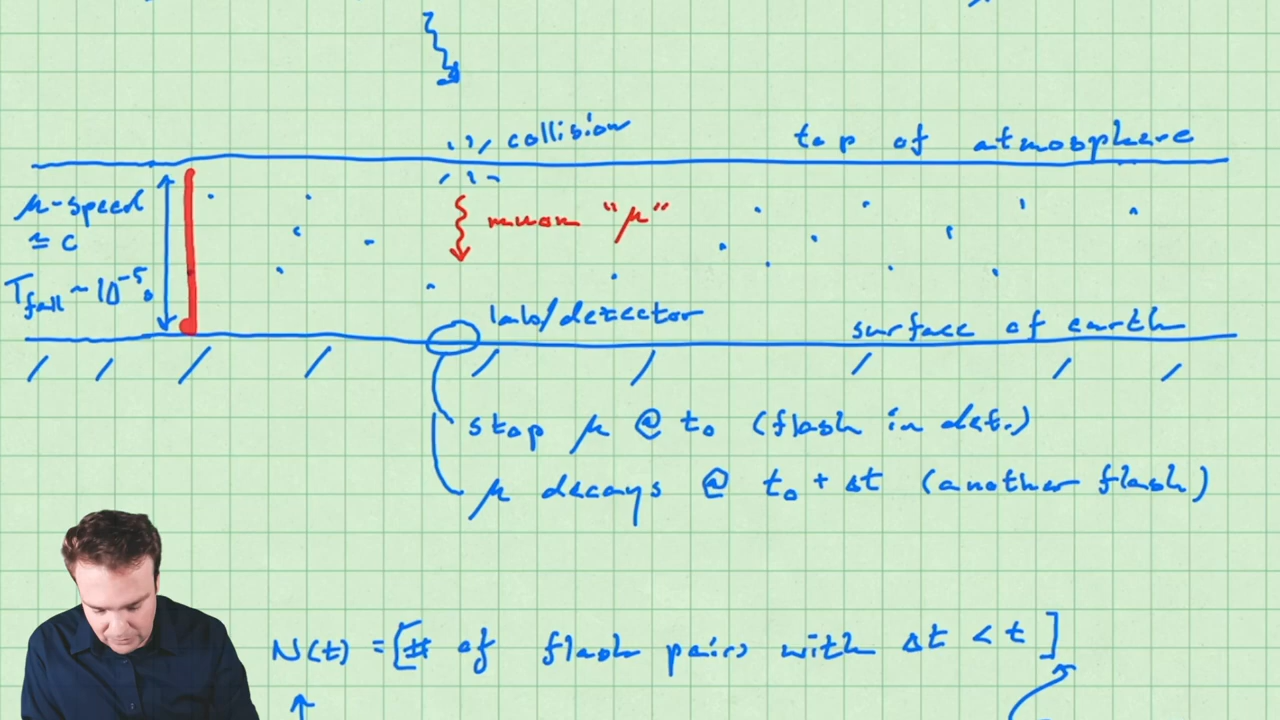 collision
top of atmosphere
μ-speed
≃ c
T_fall ~ 10^-5 s
muon "μ"
lab/detector
surface of earth
stop μ @ t₀ (flash in det.)
μ decays @ t₀ + Δt (another flash)
N(t) = [# of flash pairs with Δt < t]